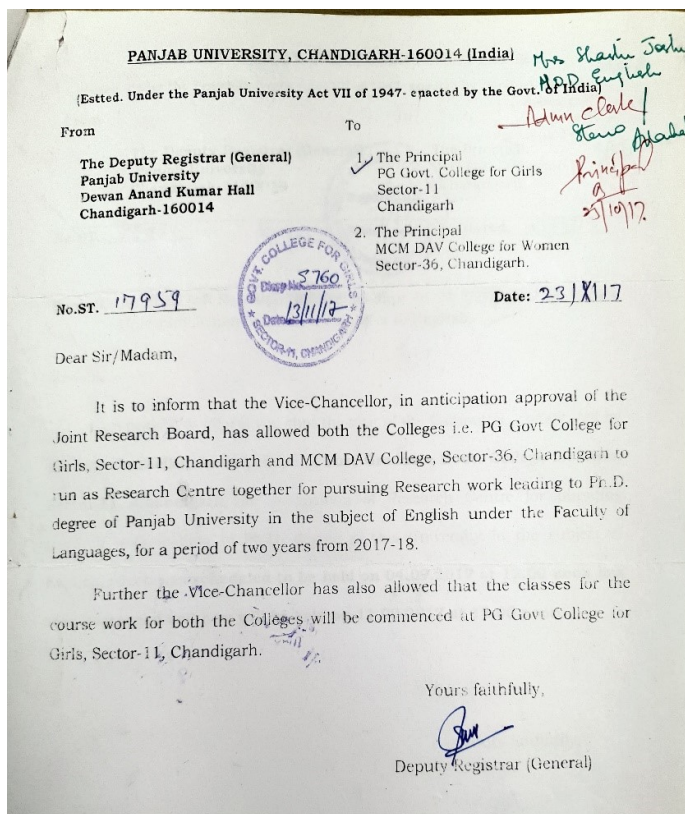 PANJAB UNIVERSITY, CHANDIGARH-160014 (India)
Mrs Shashi Joshi
H.O.D English
(Estted. Under the Panjab University Act VII of 1947- enacted by the Govt. of India)
Admn clerk
Steno
From
To
The Deputy Registrar (General)
Panjab University
Dewan Anand Kumar Hall
Chandigarh-160014
1. The Principal
PG Govt. College for Girls
Sector-11
Chandigarh
Principal
25/10/17
2. The Principal
MCM DAV College for Women
Sector-36, Chandigarh.
GOVT. COLLEGE FOR GIRLS
Diary No. 3760
Date 13/11/17
SECTOR-11, CHANDIGARH
No.ST. 17959
Date: 23/X/17
Dear Sir/Madam,
It is to inform that the Vice-Chancellor, in anticipation approval of the
Joint Research Board, has allowed both the Colleges i.e. PG Govt College for
Girls, Sector-11, Chandigarh and MCM DAV College, Sector-36, Chandigarh to
run as Research Centre together for pursuing Research work leading to Ph.D.
degree of Panjab University in the subject of English under the Faculty of
Languages, for a period of two years from 2017-18.
Further the Vice-Chancellor has also allowed that the classes for the
course work for both the Colleges will be commenced at PG Govt College for
Girls, Sector-11, Chandigarh.
Yours faithfully,
Deputy Registrar (General)